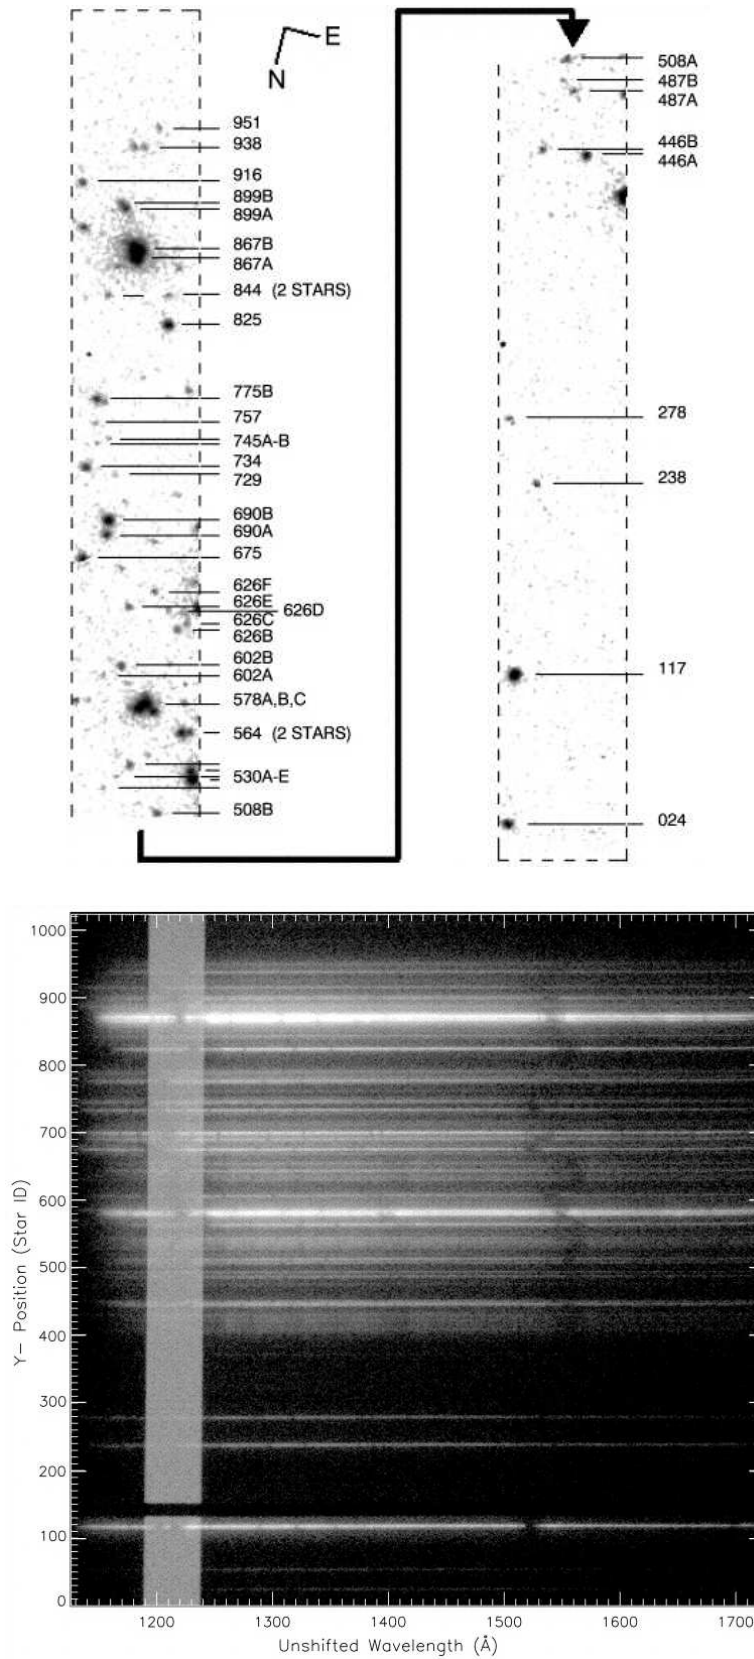 E
N
951
938
916
899B
899A
867B
867A
844 (2 STARS)
825
775B
757
745A-B
734
729
690B
690A
675
626F
626E
626D
626C
626B
602B
602A
578A,B,C
564 (2 STARS)
530A-E
508B
508A
487B
487A
446B
446A
278
238
117
024
1000
900
800
700
600
500
400
300
200
100
0
Y- Position (Star ID)
1200 1300 1400 1500 1600 1700
Unshifted Wavelength (Å)